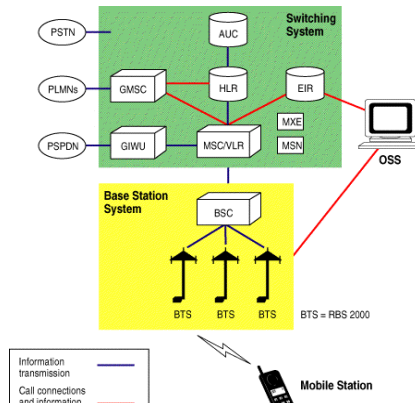 Switching
System
PSTN
AUC
PLMNs
GMSC
HLR
EIR
MXE
PSPDN
GIWU
MSC/VLR
MSN
OSS
Base Station
System
BSC
BTS
BTS
BTS
BTS = RBS 2000
Information
transmission
Call connections
and information
Mobile Station